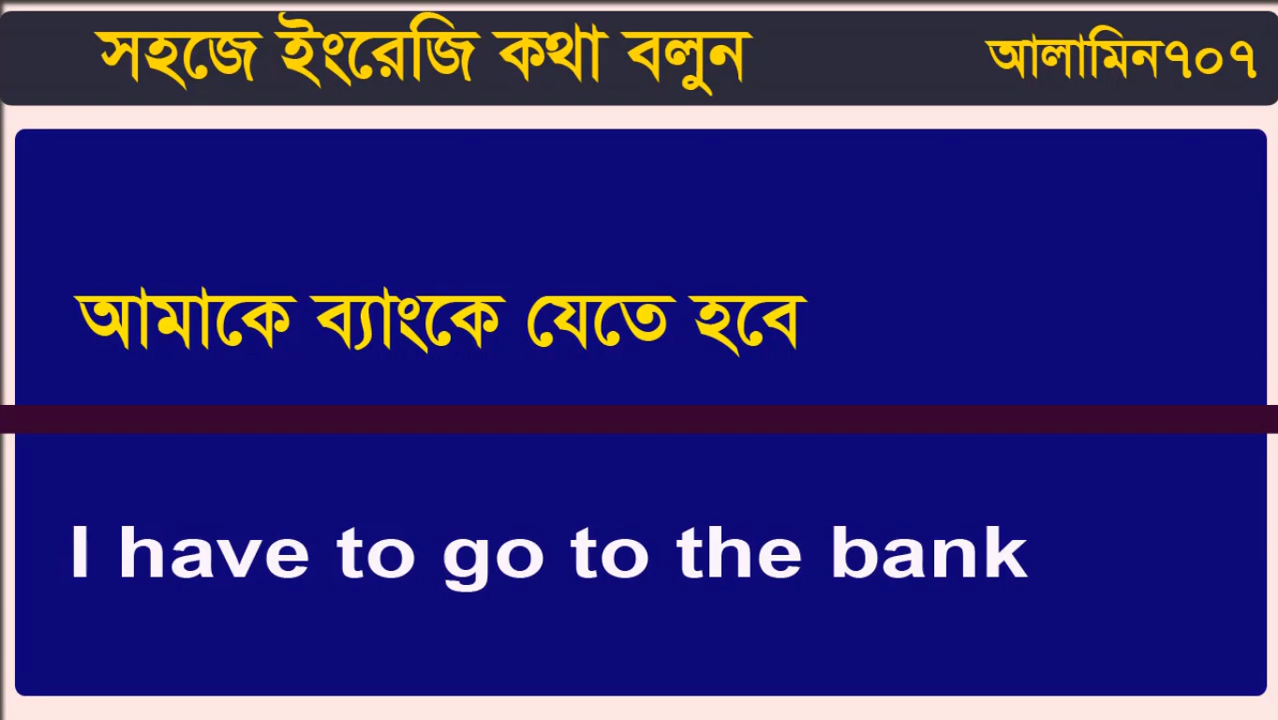 সহজে ইংরেজি কথা বলুন আলামিন৭০৭
আমাকে ব্যাংকে যেতে হবে
I have to go to the bank